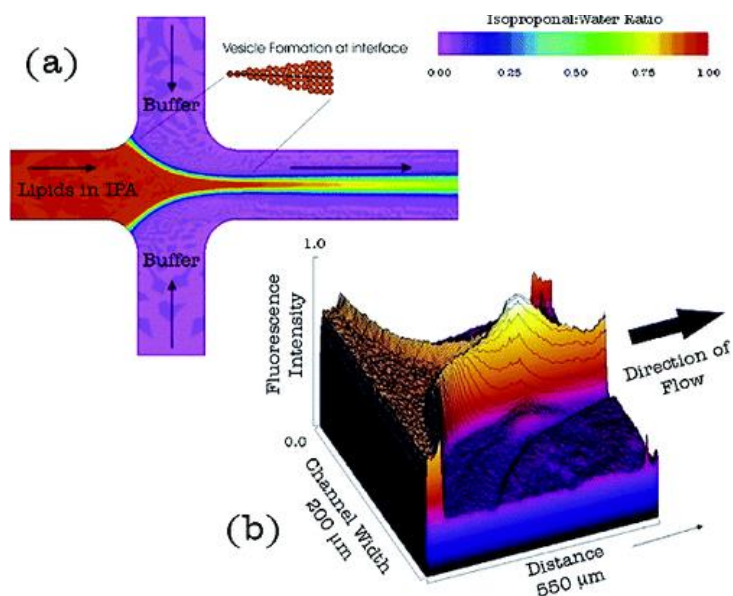 Isoproponal:Water Ratio
0.00 0.25 0.50 0.75 1.00
(a)
Vesicle Formation at interface
Buffer
Lipids in IPA
Buffer
1.0
Fluorescence
Intensity
0.0
Direction of
Flow
Channel Width
200 μm
(b)
Distance
550 μm